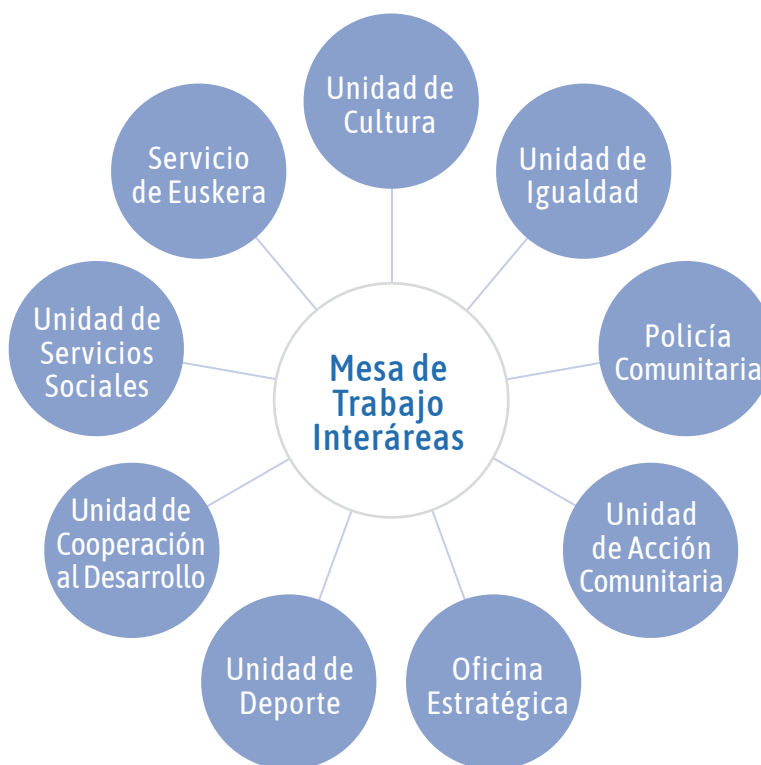 Unidad de
Cultura
Unidad de
Igualdad
Policía
Comunitaria
Unidad
de Acción
Comunitaria
Oficina
Estratégica
Unidad de
Deporte
Unidad de
Cooperación
al Desarrollo
Unidad de
Servicios
Sociales
Servicio
de Euskera
Mesa de
Trabajo
Interáreas